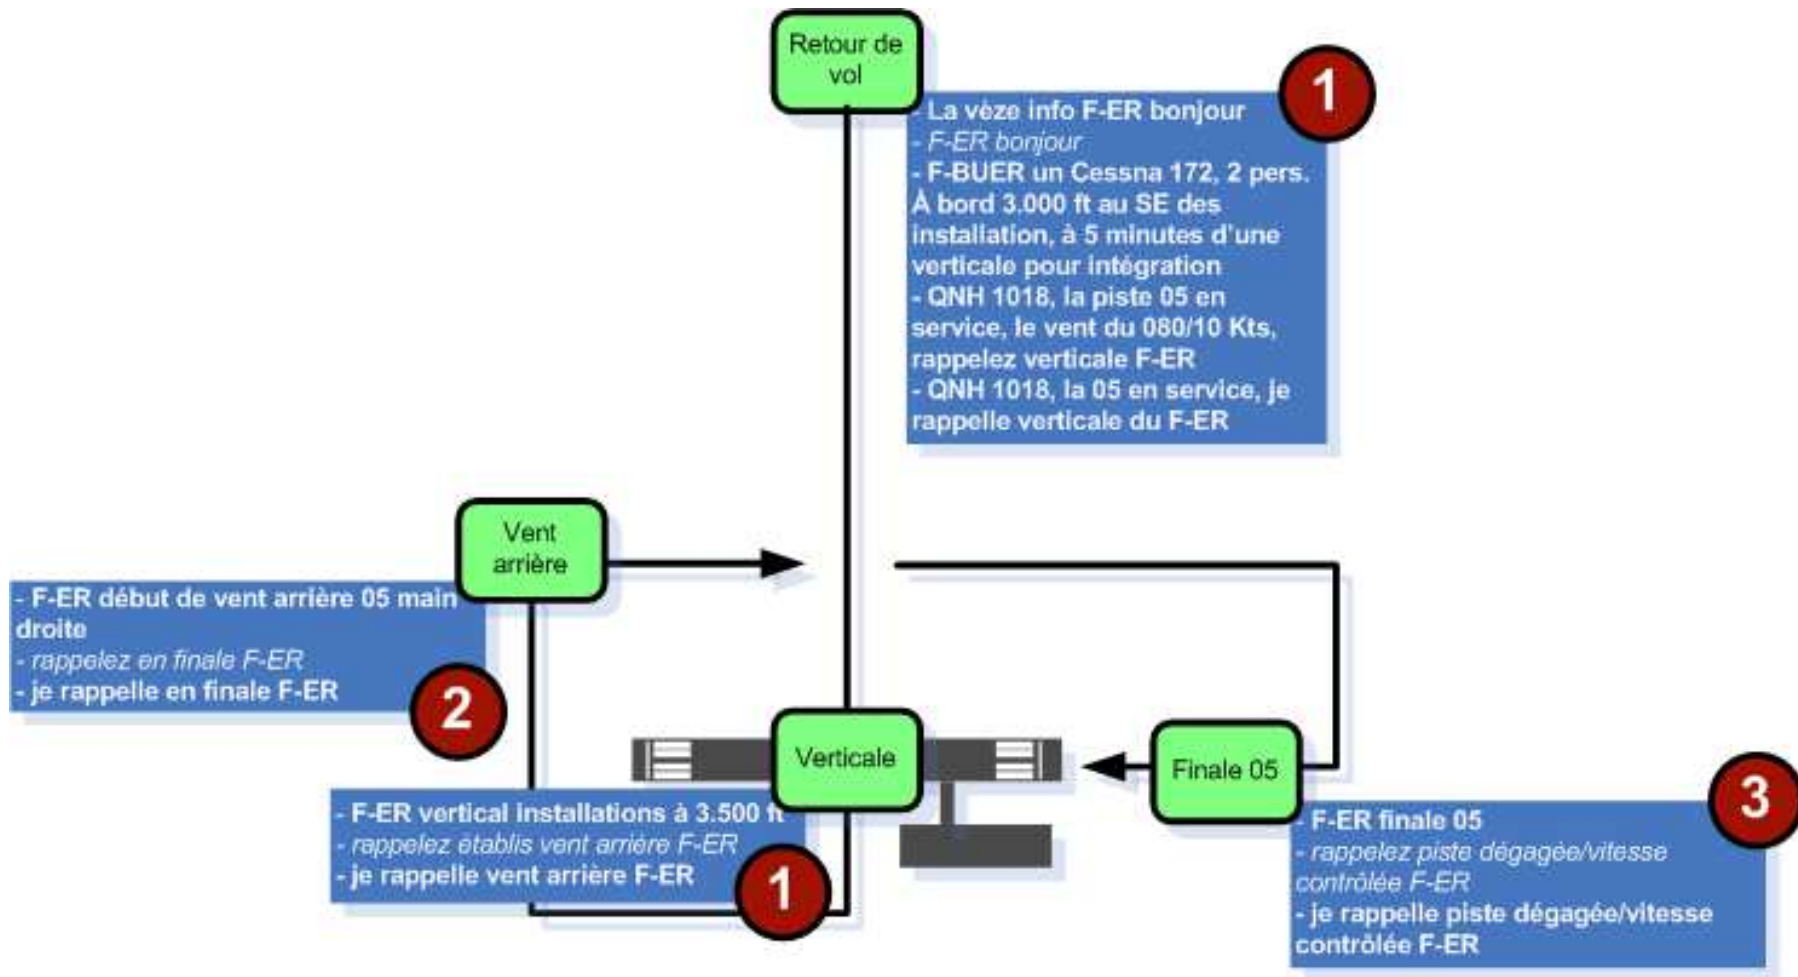 Retour de
vol
1
- La vèze info F-ER bonjour
- F-ER bonjour
- F-BUER un Cessna 172, 2 pers.
À bord 3.000 ft au SE des
installation, à 5 minutes d'une
verticale pour intégration
- QNH 1018, la piste 05 en
service, le vent du 080/10 Kts,
rappelez verticale F-ER
- QNH 1018, la 05 en service, je
rappelle verticale du F-ER
Vent
arrière
- F-ER début de vent arrière 05 main
droite
- rappelez en finale F-ER
- je rappelle en finale F-ER
2
Verticale
- F-ER vertical installations à 3.500 ft
- rappelez établis vent arrière F-ER
- je rappelle vent arrière F-ER
1
Finale 05
3
- F-ER finale 05
- rappelez piste dégagée/vitesse
contrôlée F-ER
- je rappelle piste dégagée/vitesse
contrôlée F-ER